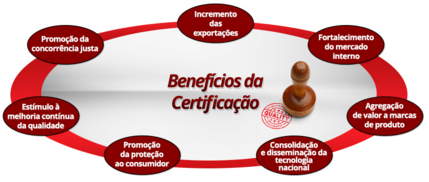 Incremento
das
exportações
Promoção da
concorrência justa
Fortalecimento
do mercado
interno
Benefícios da
Certificação
QUALITY
Estímulo à
melhoria contínua
da qualidade
Agregação
de valor a marcas
de produto
Promoção
da proteção
ao consumidor
Consolidação
e disseminação da
tecnologia
nacional